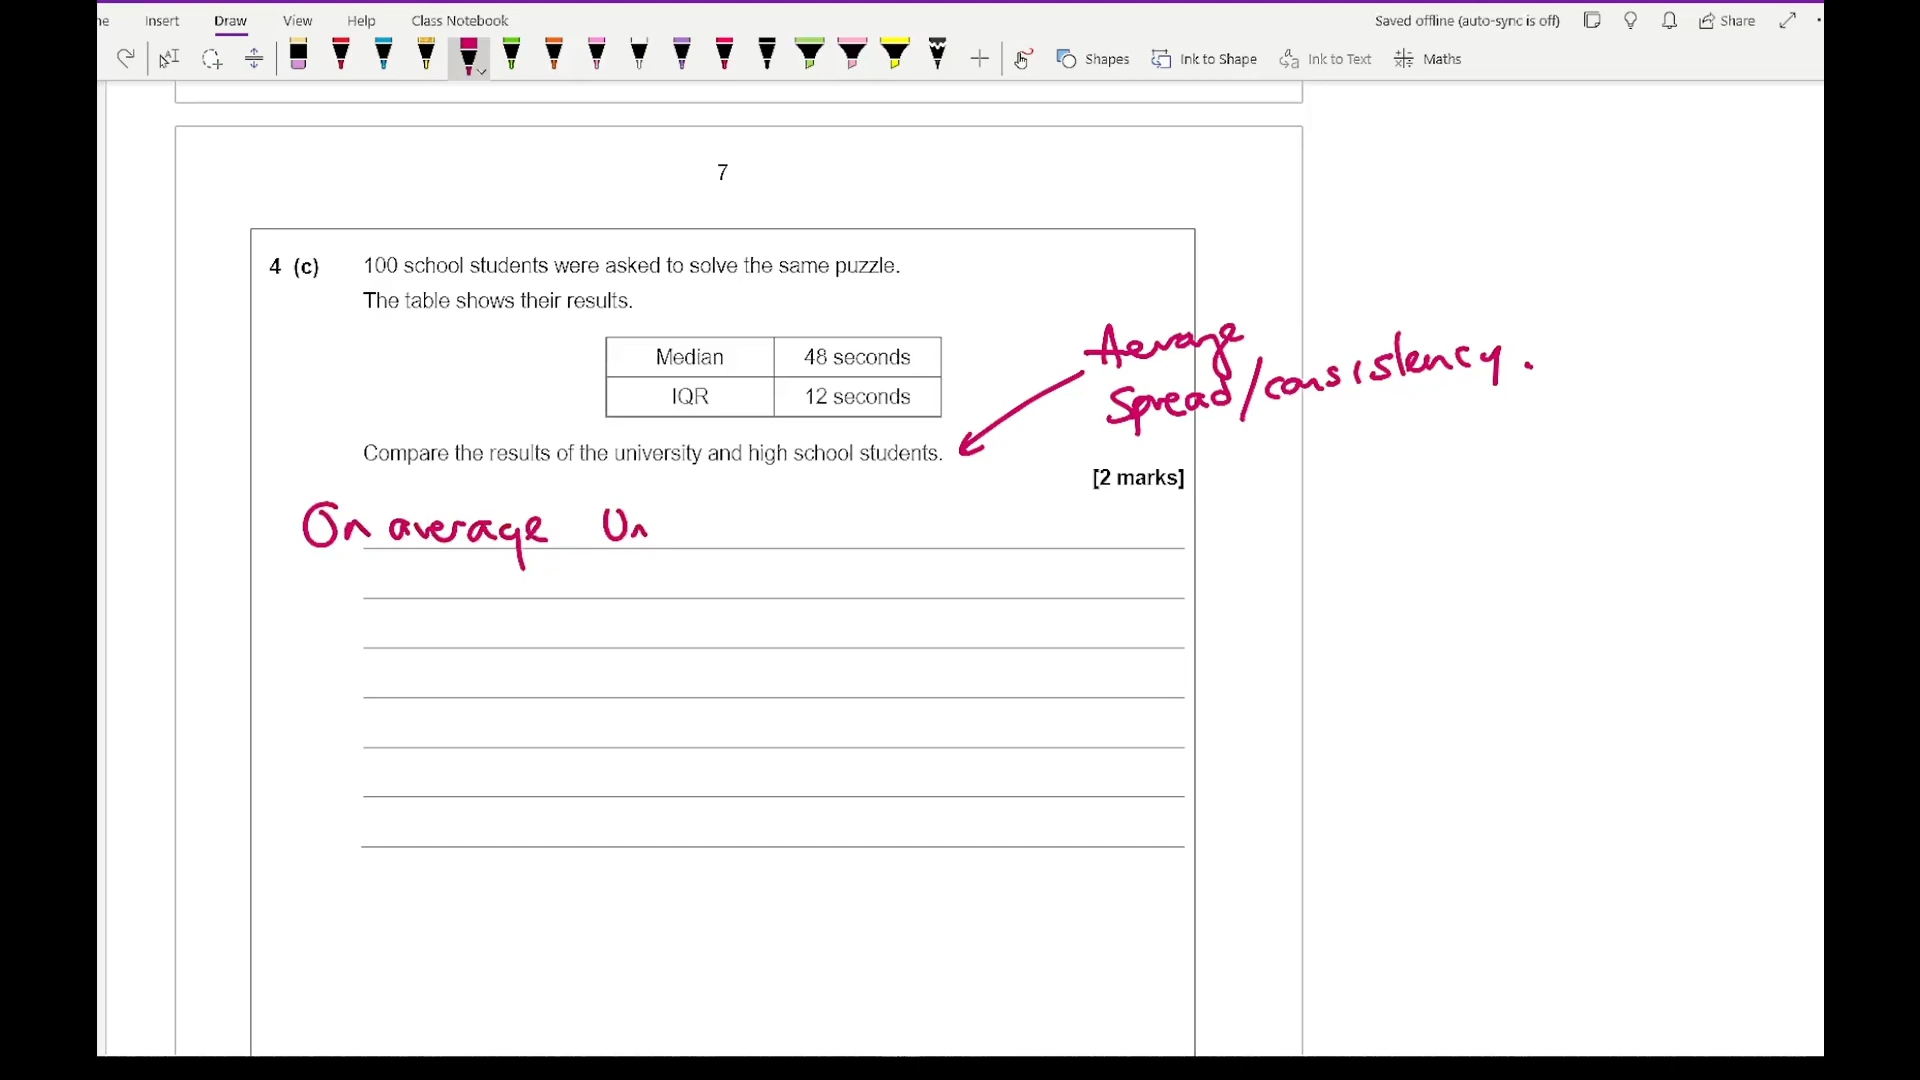 ne Insert Draw View Help Class Notebook Saved offline (auto-sync is off) Share
Shapes Ink to Shape Ink to Text Maths
7
4 (c) 100 school students were asked to solve the same puzzle.
The table shows their results.
Median 48 seconds
IQR 12 seconds
Average
Spread/consistency.
Compare the results of the university and high school students.
[2 marks]
On average Un